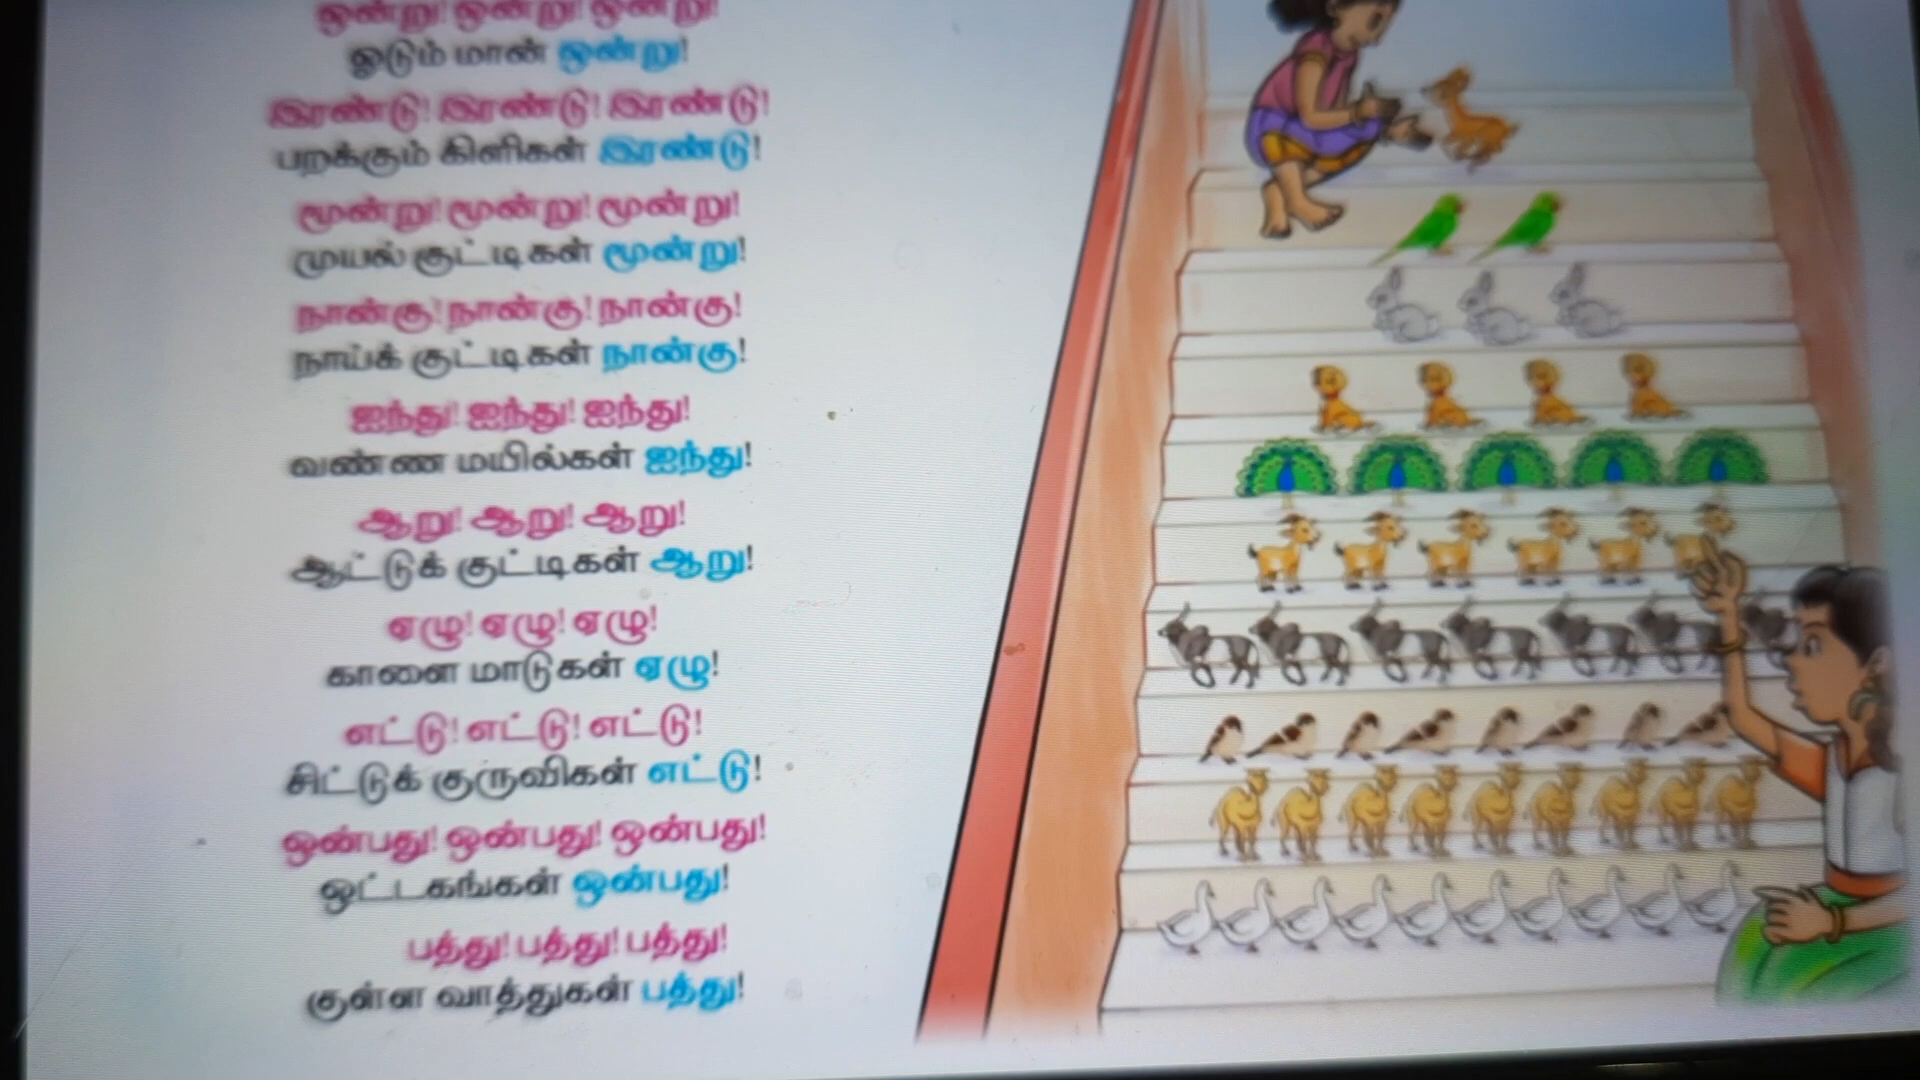 ஒன்று! ஒன்று! ஒன்று!
ஓடும் மான் ஒன்று!
இரண்டு! இரண்டு! இரண்டு!
பறக்கும் கிளிகள் இரண்டு!
மூன்று! மூன்று! மூன்று!
முயல் குட்டிகள் மூன்று!
நான்கு! நான்கு! நான்கு!
நாய்க் குட்டிகள் நான்கு!
ஐந்து! ஐந்து! ஐந்து!
வண்ண மயில்கள் ஐந்து!
ஆறு! ஆறு! ஆறு!
ஆட்டுக் குட்டிகள் ஆறு!
ஏழு! ஏழு! ஏழு!
காளை மாடுகள் ஏழு!
எட்டு! எட்டு! எட்டு!
சிட்டுக் குருவிகள் எட்டு!
ஒன்பது! ஒன்பது! ஒன்பது!
ஒட்டகங்கள் ஒன்பது!
பத்து! பத்து! பத்து!
குள்ள வாத்துகள் பத்து!